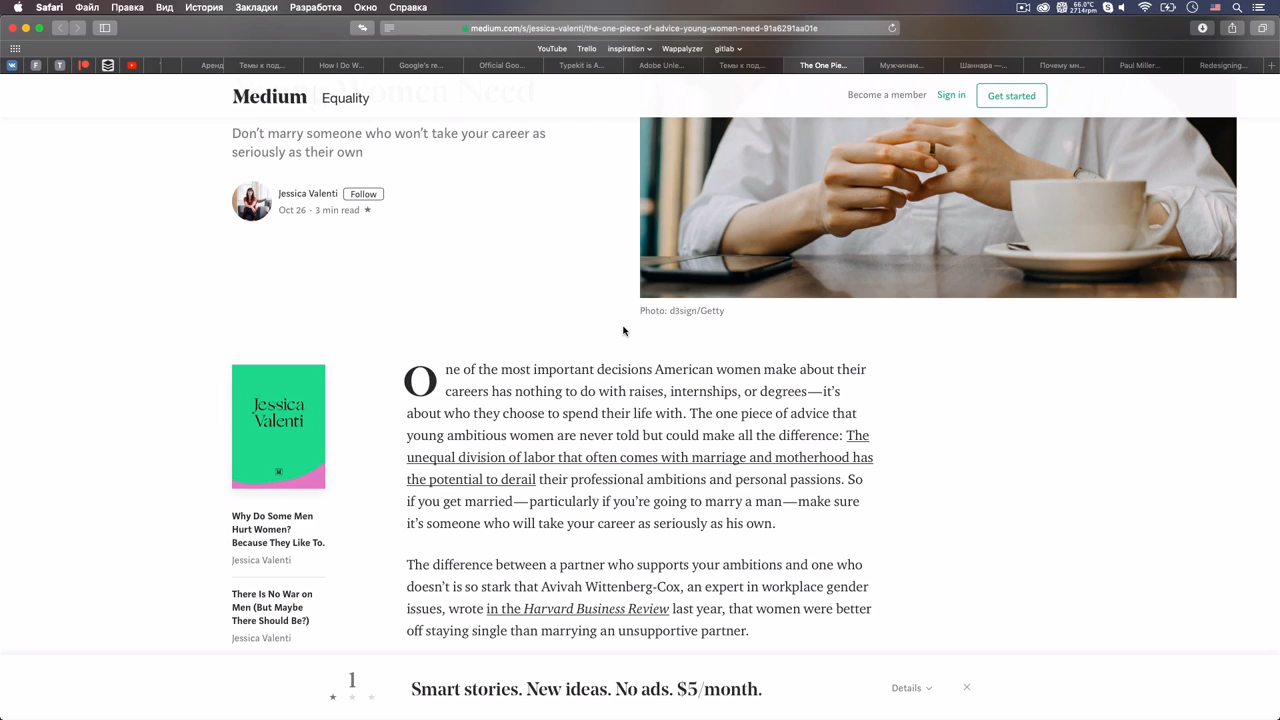 Safari Файл Правка Вид История Закладки Разработка Окно Справка
66.0°C
2714rpm
medium.com/s/jessica-valenti/the-one-piece-of-advice-young-women-need-91a6291aa01e
YouTube Trello inspiration Wappalyzer gitlab
Аренд Темы к под... How I Do W... Google's re... Official Goo... Typekit is A... Adobe Unle... Темы к под... The One Pie... Мужчинам... Шаннара —... Почему мн... Paul Miller... Redesigning...
Women Need
Medium Equality Become a member Sign in Get started
Don't marry someone who won't take your career as
seriously as their own
Jessica Valenti Follow
Oct 26 · 3 min read ★
Photo: d3sign/Getty
One of the most important decisions American women make about their
careers has nothing to do with raises, internships, or degrees — it's
about who they choose to spend their life with. The one piece of advice that
young ambitious women are never told but could make all the difference: The
unequal division of labor that often comes with marriage and motherhood has
the potential to derail their professional ambitions and personal passions. So
if you get married — particularly if you're going to marry a man — make sure
it's someone who will take your career as seriously as his own.
The difference between a partner who supports your ambitions and one who
doesn't is so stark that Avivah Wittenberg-Cox, an expert in workplace gender
issues, wrote in the Harvard Business Review last year, that women were better
off staying single than marrying an unsupportive partner.
Jessica
Valenti
Why Do Some Men
Hurt Women?
Because They Like To.
Jessica Valenti
There Is No War on
Men (But Maybe
There Should Be?)
Jessica Valenti
1
Smart stories. New ideas. No ads. $5/month.
Details